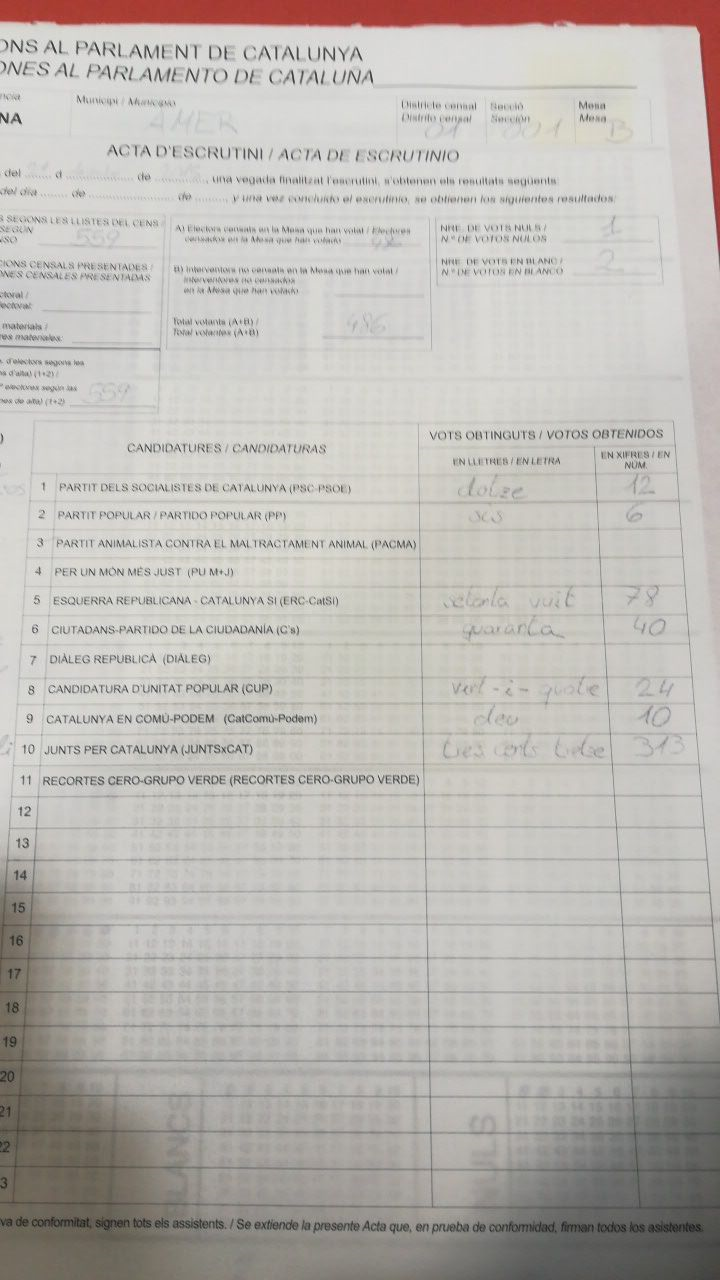 ONS AL PARLAMENT DE CATALUNYA
ONES AL PARLAMENTO DE CATALUÑA
ncia
NA
Municipi / Municipio
AMER
Districte censal
Distrito censal
01
Secció
Sección
001
Mesa
Mesa
B
ACTA D'ESCRUTINI / ACTA DE ESCRUTINIO
del 21 d de , una vegada finalitzat l'escrutini, s'obtenen els resultats següents:
del día de de , y una vez concluido el escrutinio, se obtienen los siguientes resultados:
S SEGONS LES LLISTES DEL CENS /
SEGÚN
NSO
559
IONS CENSALS PRESENTADES /
ONES CENSALES PRESENTADAS
ctoral /
lectoral:
materials /
res materiales:
s. d'electors segons les
s d'alta) (1+2) /
º electores según las
nes de alta) (1+2)
559
A) Electors censats en la Mesa que han votat / Electores
censados en la Mesa que han votado
486
B) Interventors no censats en la Mesa que han votat /
Interventores no censados
en la Mesa que han votado
Total votants (A+B) /
Total votantes (A+B)
486
NRE. DE VOTS NULS /
N.º DE VOTOS NULOS
1
NRE. DE VOTS EN BLANC /
N.º DE VOTOS EN BLANCO
2
CANDIDATURES / CANDIDATURAS
VOTS OBTINGUTS / VOTOS OBTENIDOS
EN LLETRES / EN LETRA
EN XIFRES / EN
NÚM.
1 PARTIT DELS SOCIALISTES DE CATALUNYA (PSC-PSOE) dotze 12
2 PARTIT POPULAR / PARTIDO POPULAR (PP) sis 6
3 PARTIT ANIMALISTA CONTRA EL MALTRACTAMENT ANIMAL (PACMA)
4 PER UN MÓN MÉS JUST (PU M+J)
5 ESQUERRA REPUBLICANA - CATALUNYA SI (ERC-CatSí) setanta vuit 78
6 CIUTADANS-PARTIDO DE LA CIUDADANÍA (C's) quaranta 40
7 DIÀLEG REPUBLICÀ (DIÀLEG)
8 CANDIDATURA D'UNITAT POPULAR (CUP) vint-i-quatre 24
9 CATALUNYA EN COMÚ-PODEM (CatComú-Podem) deu 10
10 JUNTS PER CATALUNYA (JUNTSxCAT) tres cents tretze 313
11 RECORTES CERO-GRUPO VERDE (RECORTES CERO-GRUPO VERDE)
12
13
14
15
16
17
18
19
20
21
22
3
va de conformitat, signen tots els assistents. / Se extiende la presente Acta que, en prueba de conformidad, firman todos los asistentes.